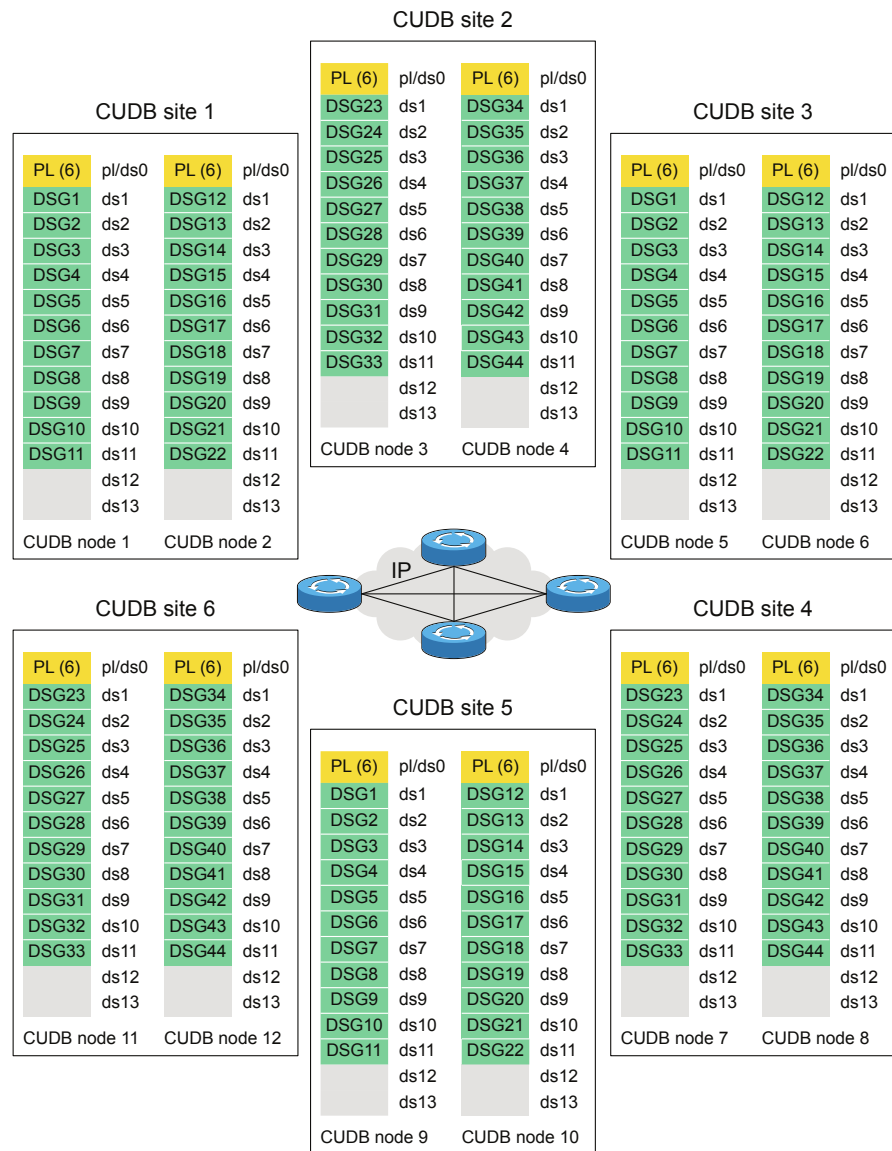 CUDB site 2
PL (6) pl/ds0 PL (6) pl/ds0
DSG23 ds1 DSG34 ds1
DSG24 ds2 DSG35 ds2
DSG25 ds3 DSG36 ds3
DSG26 ds4 DSG37 ds4
DSG27 ds5 DSG38 ds5
DSG28 ds6 DSG39 ds6
DSG29 ds7 DSG40 ds7
DSG30 ds8 DSG41 ds8
DSG31 ds9 DSG42 ds9
DSG32 ds10 DSG43 ds10
DSG33 ds11 DSG44 ds11
ds12 ds12
ds13 ds13
CUDB node 3 CUDB node 4
CUDB site 1
PL (6) pl/ds0 PL (6) pl/ds0
DSG1 ds1 DSG12 ds1
DSG2 ds2 DSG13 ds2
DSG3 ds3 DSG14 ds3
DSG4 ds4 DSG15 ds4
DSG5 ds5 DSG16 ds5
DSG6 ds6 DSG17 ds6
DSG7 ds7 DSG18 ds7
DSG8 ds8 DSG19 ds8
DSG9 ds9 DSG20 ds9
DSG10 ds10 DSG21 ds10
DSG11 ds11 DSG22 ds11
ds12 ds12
ds13 ds13
CUDB node 1 CUDB node 2
CUDB site 3
PL (6) pl/ds0 PL (6) pl/ds0
DSG1 ds1 DSG12 ds1
DSG2 ds2 DSG13 ds2
DSG3 ds3 DSG14 ds3
DSG4 ds4 DSG15 ds4
DSG5 ds5 DSG16 ds5
DSG6 ds6 DSG17 ds6
DSG7 ds7 DSG18 ds7
DSG8 ds8 DSG19 ds8
DSG9 ds9 DSG20 ds9
DSG10 ds10 DSG21 ds10
DSG11 ds11 DSG22 ds11
ds12 ds12
ds13 ds13
CUDB node 5 CUDB node 6
IP
CUDB site 6
PL (6) pl/ds0 PL (6) pl/ds0
DSG23 ds1 DSG34 ds1
DSG24 ds2 DSG35 ds2
DSG25 ds3 DSG36 ds3
DSG26 ds4 DSG37 ds4
DSG27 ds5 DSG38 ds5
DSG28 ds6 DSG39 ds6
DSG29 ds7 DSG40 ds7
DSG30 ds8 DSG41 ds8
DSG31 ds9 DSG42 ds9
DSG32 ds10 DSG43 ds10
DSG33 ds11 DSG44 ds11
ds12 ds12
ds13 ds13
CUDB node 11 CUDB node 12
CUDB site 5
PL (6) pl/ds0 PL (6) pl/ds0
DSG1 ds1 DSG12 ds1
DSG2 ds2 DSG13 ds2
DSG3 ds3 DSG14 ds3
DSG4 ds4 DSG15 ds4
DSG5 ds5 DSG16 ds5
DSG6 ds6 DSG17 ds6
DSG7 ds7 DSG18 ds7
DSG8 ds8 DSG19 ds8
DSG9 ds9 DSG20 ds9
DSG10 ds10 DSG21 ds10
DSG11 ds11 DSG22 ds11
ds12 ds12
ds13 ds13
CUDB node 9 CUDB node 10
CUDB site 4
PL (6) pl/ds0 PL (6) pl/ds0
DSG23 ds1 DSG34 ds1
DSG24 ds2 DSG35 ds2
DSG25 ds3 DSG36 ds3
DSG26 ds4 DSG37 ds4
DSG27 ds5 DSG38 ds5
DSG28 ds6 DSG39 ds6
DSG29 ds7 DSG40 ds7
DSG30 ds8 DSG41 ds8
DSG31 ds9 DSG42 ds9
DSG32 ds10 DSG43 ds10
DSG33 ds11 DSG44 ds11
ds12 ds12
ds13 ds13
CUDB node 7 CUDB node 8